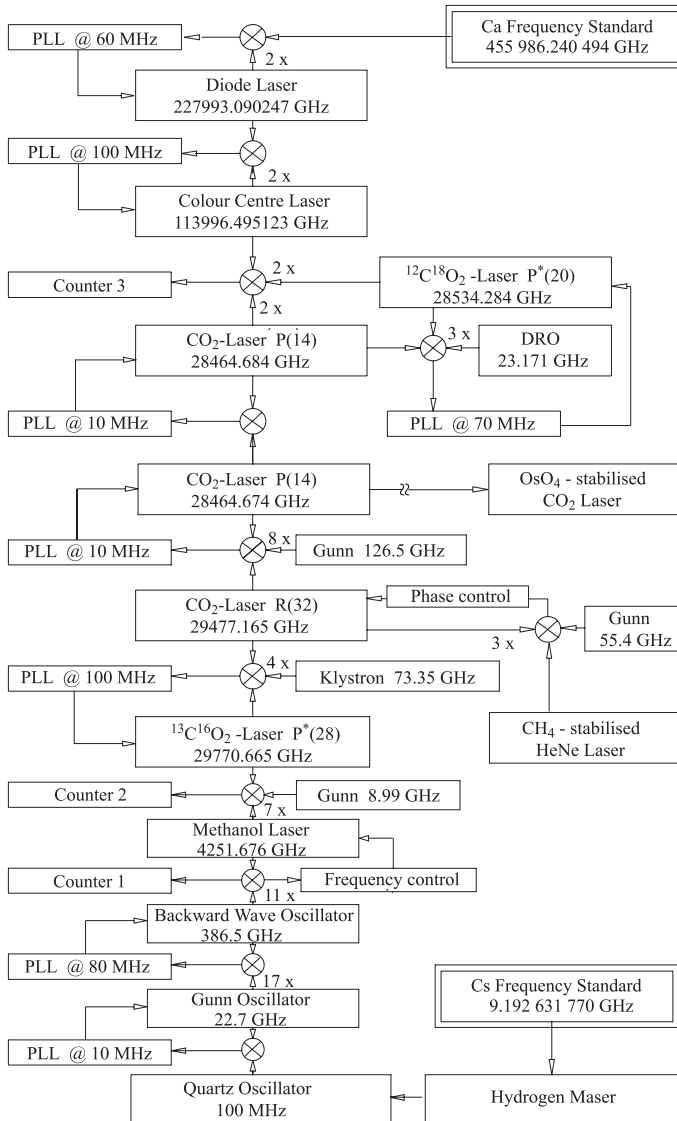 PLL @ 60 MHz
Ca Frequency Standard
455 986.240 494 GHz
2 x
Diode Laser
227993.090247 GHz
PLL @ 100 MHz
2 x
Colour Centre Laser
113996.495123 GHz
Counter 3
2 x
2 x
¹²C¹⁸O₂ -Laser P*(20)
28534.284 GHz
CO₂-Laser P(14)
28464.684 GHz
3 x
DRO
23.171 GHz
PLL @ 10 MHz
PLL @ 70 MHz
CO₂-Laser P(14)
28464.674 GHz
OsO₄ - stabilised
CO₂ Laser
PLL @ 10 MHz
8 x
Gunn 126.5 GHz
CO₂-Laser R(32)
29477.165 GHz
Phase control
3 x
Gunn
55.4 GHz
PLL @ 100 MHz
4 x
Klystron 73.35 GHz
¹³C¹⁶O₂ -Laser P*(28)
29770.665 GHz
CH₄ - stabilised
HeNe Laser
Counter 2
7 x
Gunn 8.99 GHz
Methanol Laser
4251.676 GHz
Counter 1
11 x
Frequency control
Backward Wave Oscillator
386.5 GHz
PLL @ 80 MHz
17 x
Gunn Oscillator
22.7 GHz
Cs Frequency Standard
9.192 631 770 GHz
PLL @ 10 MHz
Quartz Oscillator
100 MHz
Hydrogen Maser